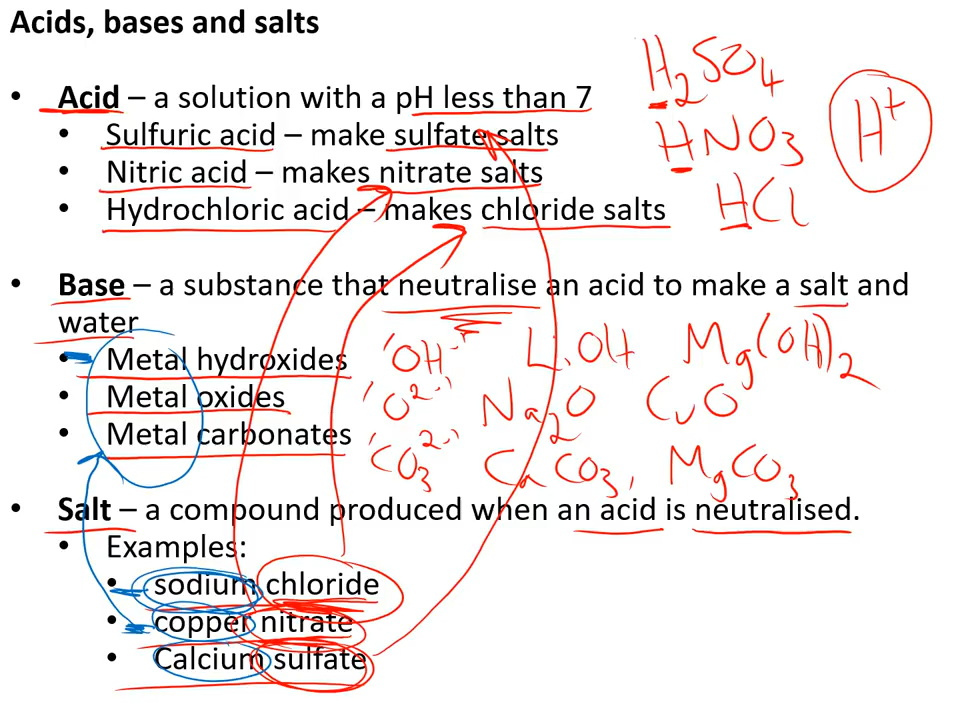 Acids, bases and salts
• Acid – a solution with a pH less than 7
• Sulfuric acid – make sulfate salts
• Nitric acid – makes nitrate salts
• Hydrochloric acid – makes chloride salts
H₂SO₄
HNO₃
HCl
H⁺
• Base – a substance that neutralise an acid to make a salt and
water
• Metal hydroxides 'OH⁻' LiOH Mg(OH)₂
• Metal oxides 'O²⁻' Na₂O CuO
• Metal carbonates 'CO₃²⁻' CaCO₃, MgCO₃
• Salt – a compound produced when an acid is neutralised.
• Examples:
• sodium chloride
• copper nitrate
• Calcium sulfate